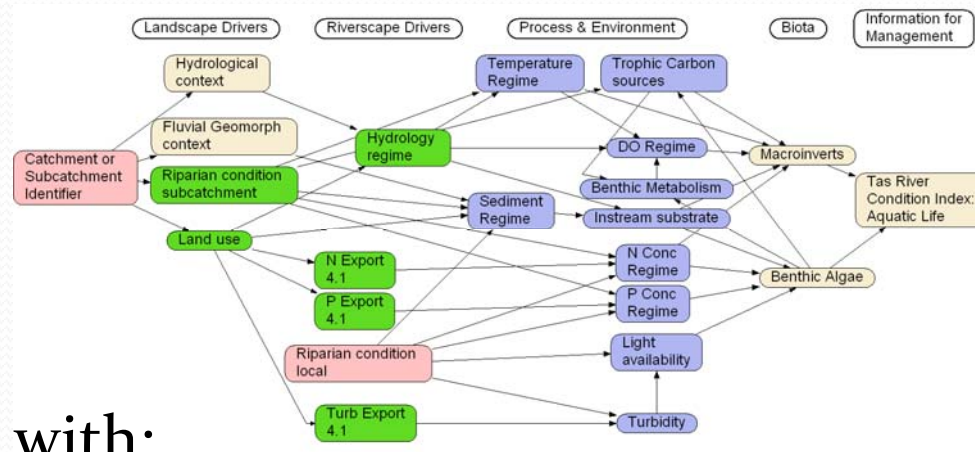 Landscape Drivers
Riverscape Drivers
Process & Environment
Biota
Information for
Management
Hydrological
context
Temperature
Regime
Trophic Carbon
sources
Fluvial Geomorph
context
Hydrology
regime
DO Regime
Macroinverts
Catchment or
Subcatchment
Identifier
Riparian condition
subcatchment
Benthic Metabolism
Tas River
Condition Index:
Aquatic Life
Sediment
Regime
Instream substrate
Land use
N Export
4.1
N Conc
Regime
Benthic Algae
P Export
4.1
P Conc
Regime
Riparian condition
local
Light
availability
Turb Export
4.1
Turbidity
with: